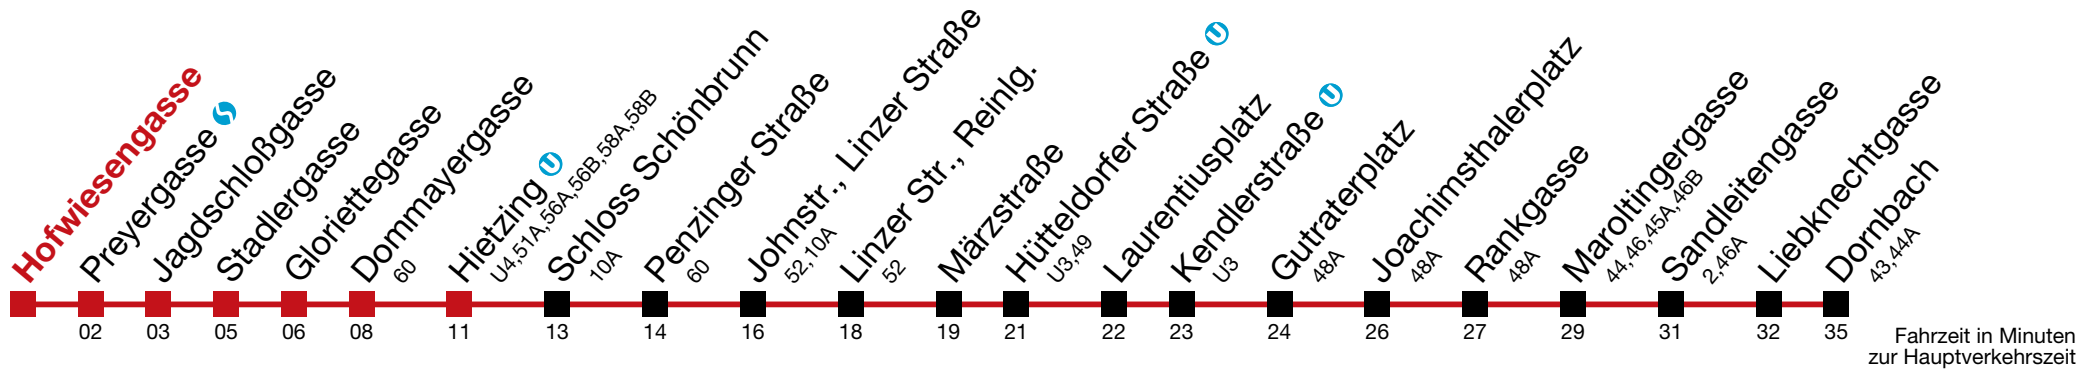 Hofwiesengasse
Preyergasse
Jagdschloßgasse
Stadlergasse
Gloriettegasse
Dommayergasse
60
Hietzing U
U4,51A,56A,56B,58A,58B
Schloss Schönbrunn
10A
Penzinger Straße
60
Johnstr., Linzer Straße
52,10A
Linzer Str., Reinlg.
52
Märzstraße
Hütteldorfer Straße U
U3,49
Laurentiusplatz
Kendlerstraße U
U3
Gutraterplatz
48A
Joachimsthalerplatz
48A
Rankgasse
48A
Maroltingergasse
44,46,45A,46B
Sandleitengasse
2,46A
Liebknechtgasse
Dornbach
43,44A
02 03 05 06 08 11 13 14 16 18 19 21 22 23 24 26 27 29 31 32 35
Fahrzeit in Minuten
zur Hauptverkehrszeit